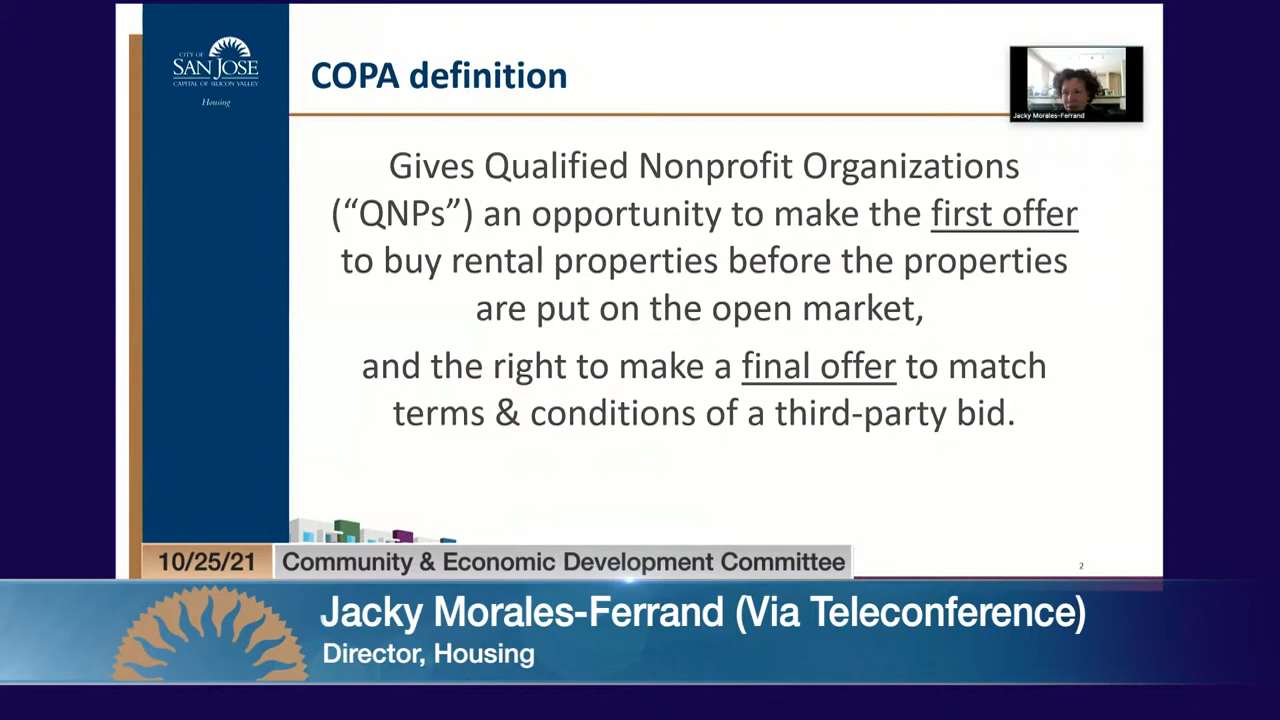 CITY OF
SAN JOSE
CAPITAL OF SILICON VALLEY
Housing
COPA definition
Jacky Morales-Ferrand
Gives Qualified Nonprofit Organizations
(“QNPs”) an opportunity to make the first offer
to buy rental properties before the properties
are put on the open market,
and the right to make a final offer to match
terms & conditions of a third-party bid.
2
10/25/21
Community & Economic Development Committee
Jacky Morales-Ferrand (Via Teleconference)
Director, Housing